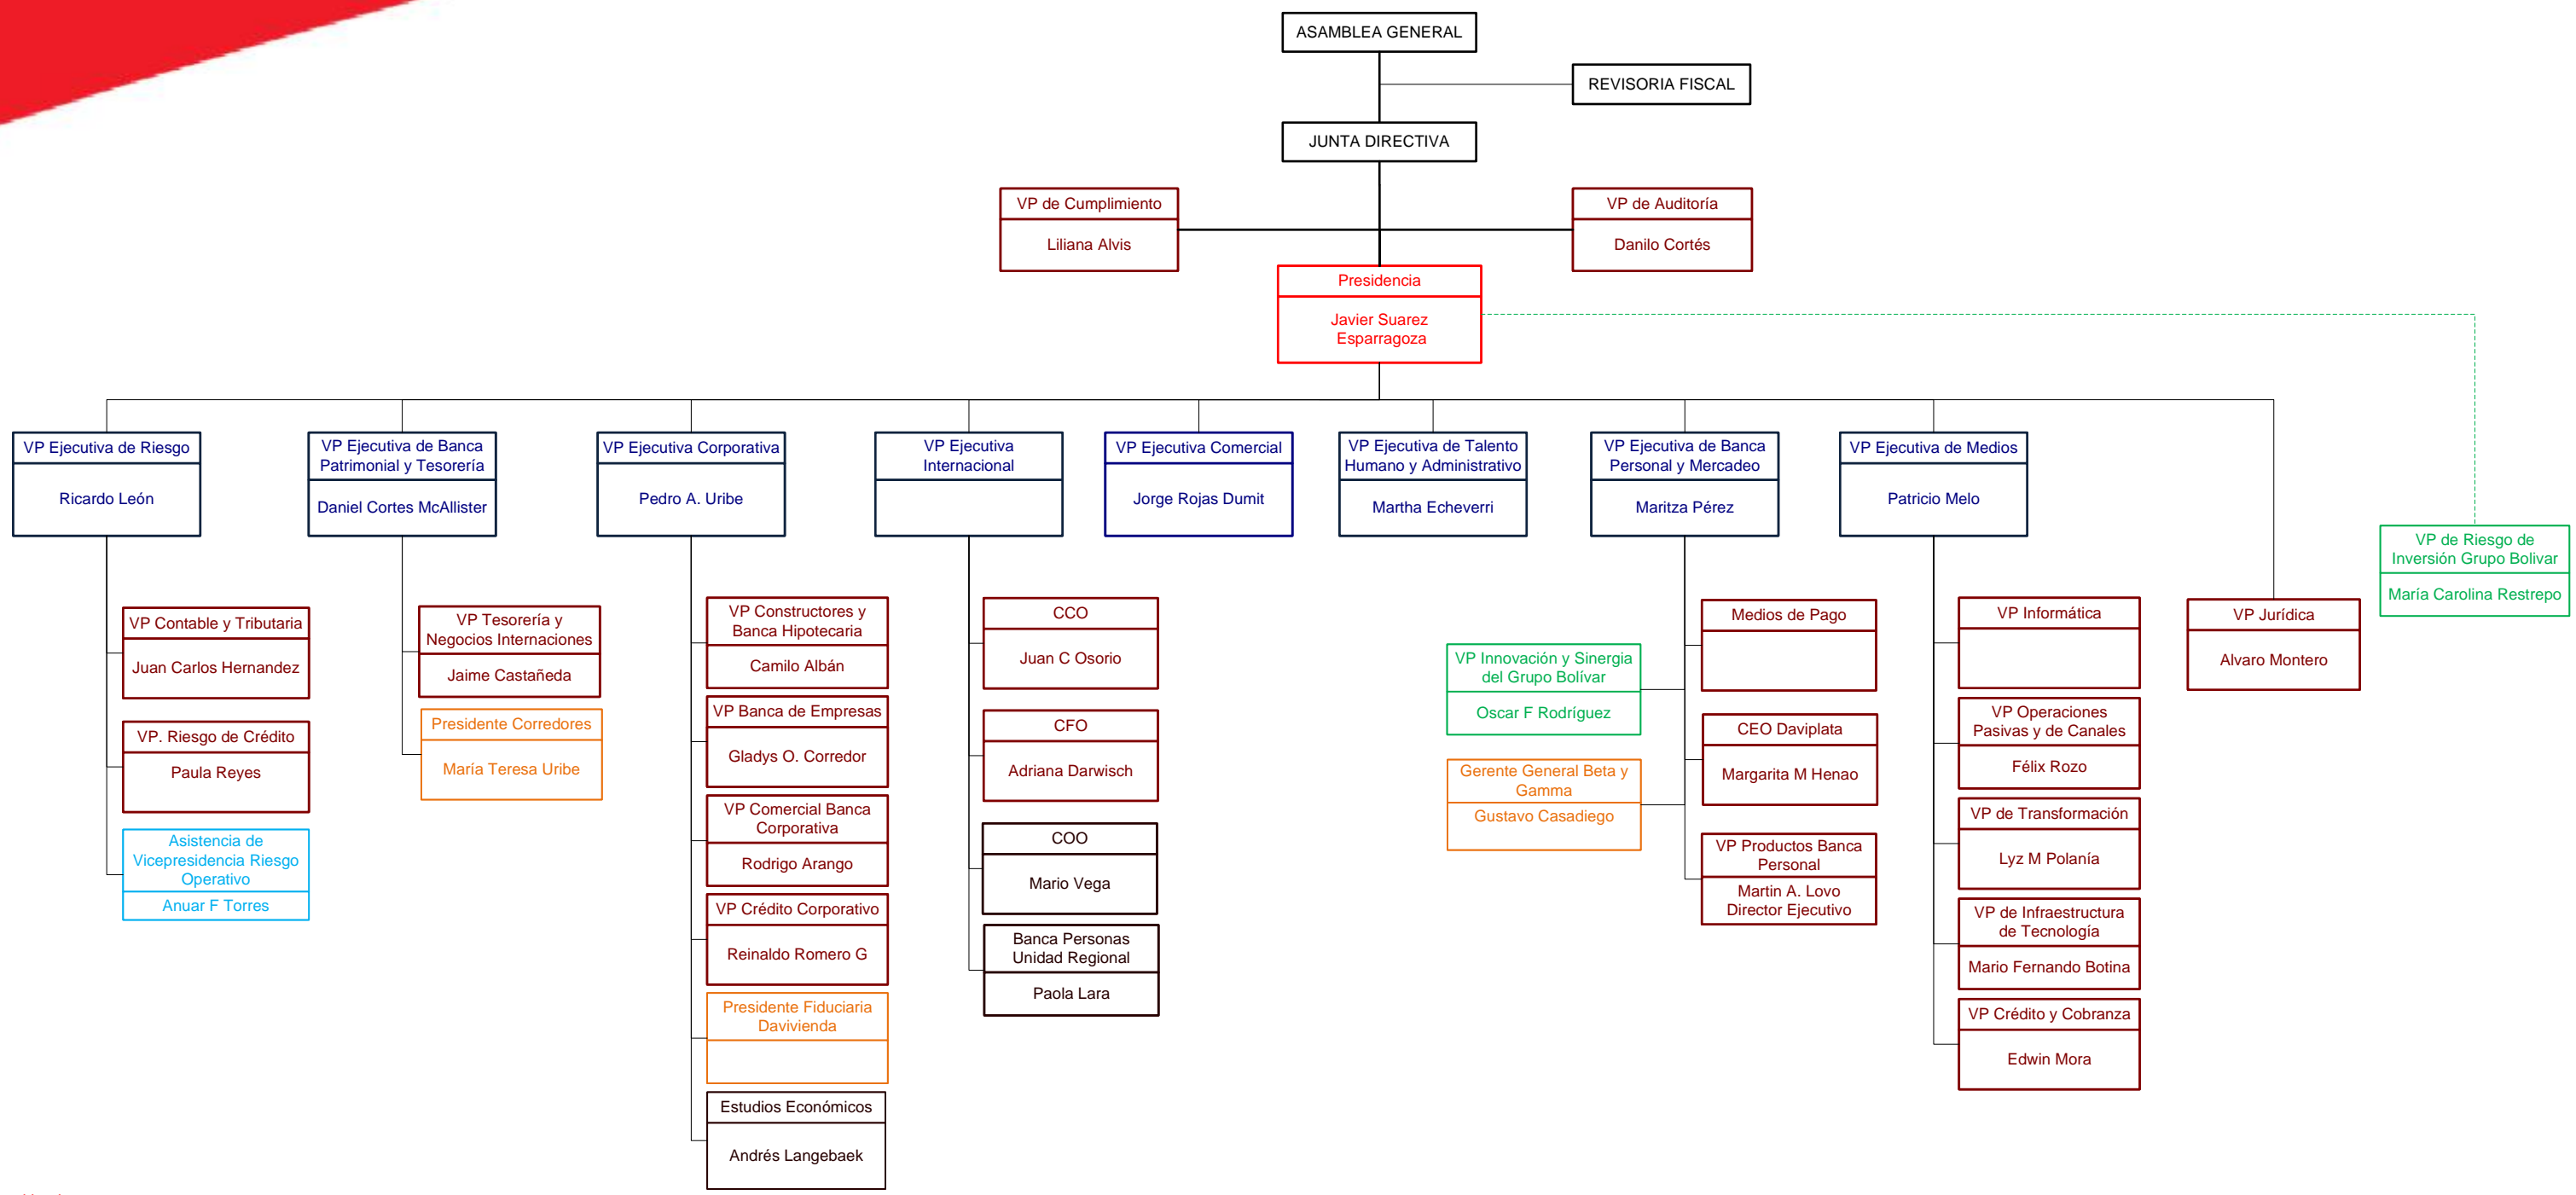 ASAMBLEA GENERAL
REVISORIA FISCAL
JUNTA DIRECTIVA
VP de Cumplimiento
Liliana Alvis
VP de Auditoría
Danilo Cortés
Presidencia
Javier Suarez
Esparragoza
VP Ejecutiva de Riesgo
Ricardo León
VP Ejecutiva de Banca
Patrimonial y Tesorería
Daniel Cortes McAllister
VP Ejecutiva Corporativa
Pedro A. Uribe
VP Ejecutiva
Internacional
VP Ejecutiva Comercial
Jorge Rojas Dumit
VP Ejecutiva de Talento
Humano y Administrativo
Martha Echeverri
VP Ejecutiva de Banca
Personal y Mercadeo
Maritza Pérez
VP Ejecutiva de Medios
Patricio Melo
VP de Riesgo de
Inversión Grupo Bolivar
María Carolina Restrepo
VP Contable y Tributaria
Juan Carlos Hernandez
VP. Riesgo de Crédito
Paula Reyes
Asistencia de
Vicepresidencia Riesgo
Operativo
Anuar F Torres
VP Tesorería y
Negocios Internaciones
Jaime Castañeda
Presidente Corredores
María Teresa Uribe
VP Constructores y
Banca Hipotecaria
Camilo Albán
VP Banca de Empresas
Gladys O. Corredor
VP Comercial Banca
Corporativa
Rodrigo Arango
VP Crédito Corporativo
Reinaldo Romero G
Presidente Fiduciaria
Davivienda
Estudios Económicos
Andrés Langebaek
CCO
Juan C Osorio
CFO
Adriana Darwisch
COO
Mario Vega
Banca Personas
Unidad Regional
Paola Lara
VP Innovación y Sinergia
del Grupo Bolívar
Oscar F Rodríguez
Gerente General Beta y
Gamma
Gustavo Casadiego
Medios de Pago
CEO Daviplata
Margarita M Henao
VP Productos Banca
Personal
Martin A. Lovo
Director Ejecutivo
VP Informática
VP Operaciones
Pasivas y de Canales
Félix Rozo
VP de Transformación
Lyz M Polanía
VP de Infraestructura
de Tecnología
Mario Fernando Botina
VP Crédito y Cobranza
Edwin Mora
VP Jurídica
Alvaro Montero